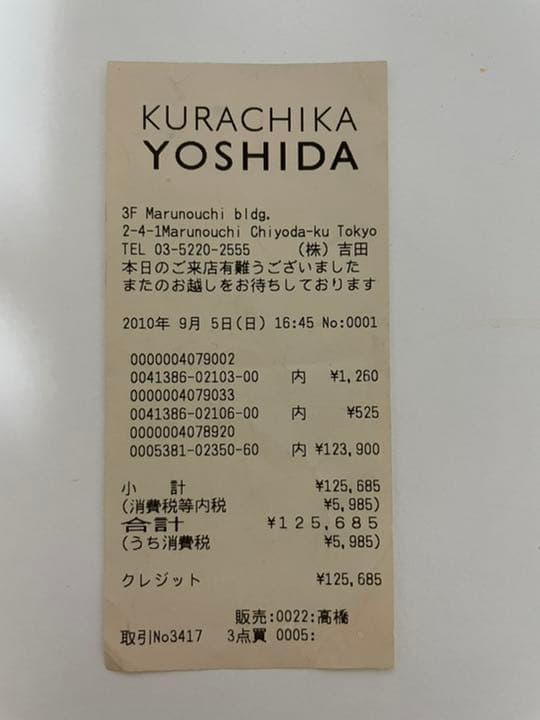 KURACHIKA
YOSHIDA
3F Marunouchi bldg.
2-4-1Marunouchi Chiyoda-ku Tokyo
TEL 03-5220-2555 (株) 吉田
本日のご来店有難うございました
またのお越しをお待ちしております
2010年 9月 5日(日) 16:45 No:0001
0000004079002
0041386-02103-00 内 ¥1,260
0000004079033
0041386-02106-00 内 ¥525
0000004078920
0005381-02350-60 内 ¥123,900
小 計 ¥125,685
(消費税等内税 ¥5,985)
合計 ¥125,685
(うち消費税 ¥5,985)
クレジット ¥125,685
販売:0022:高橋
取引No3417 3点買 0005: